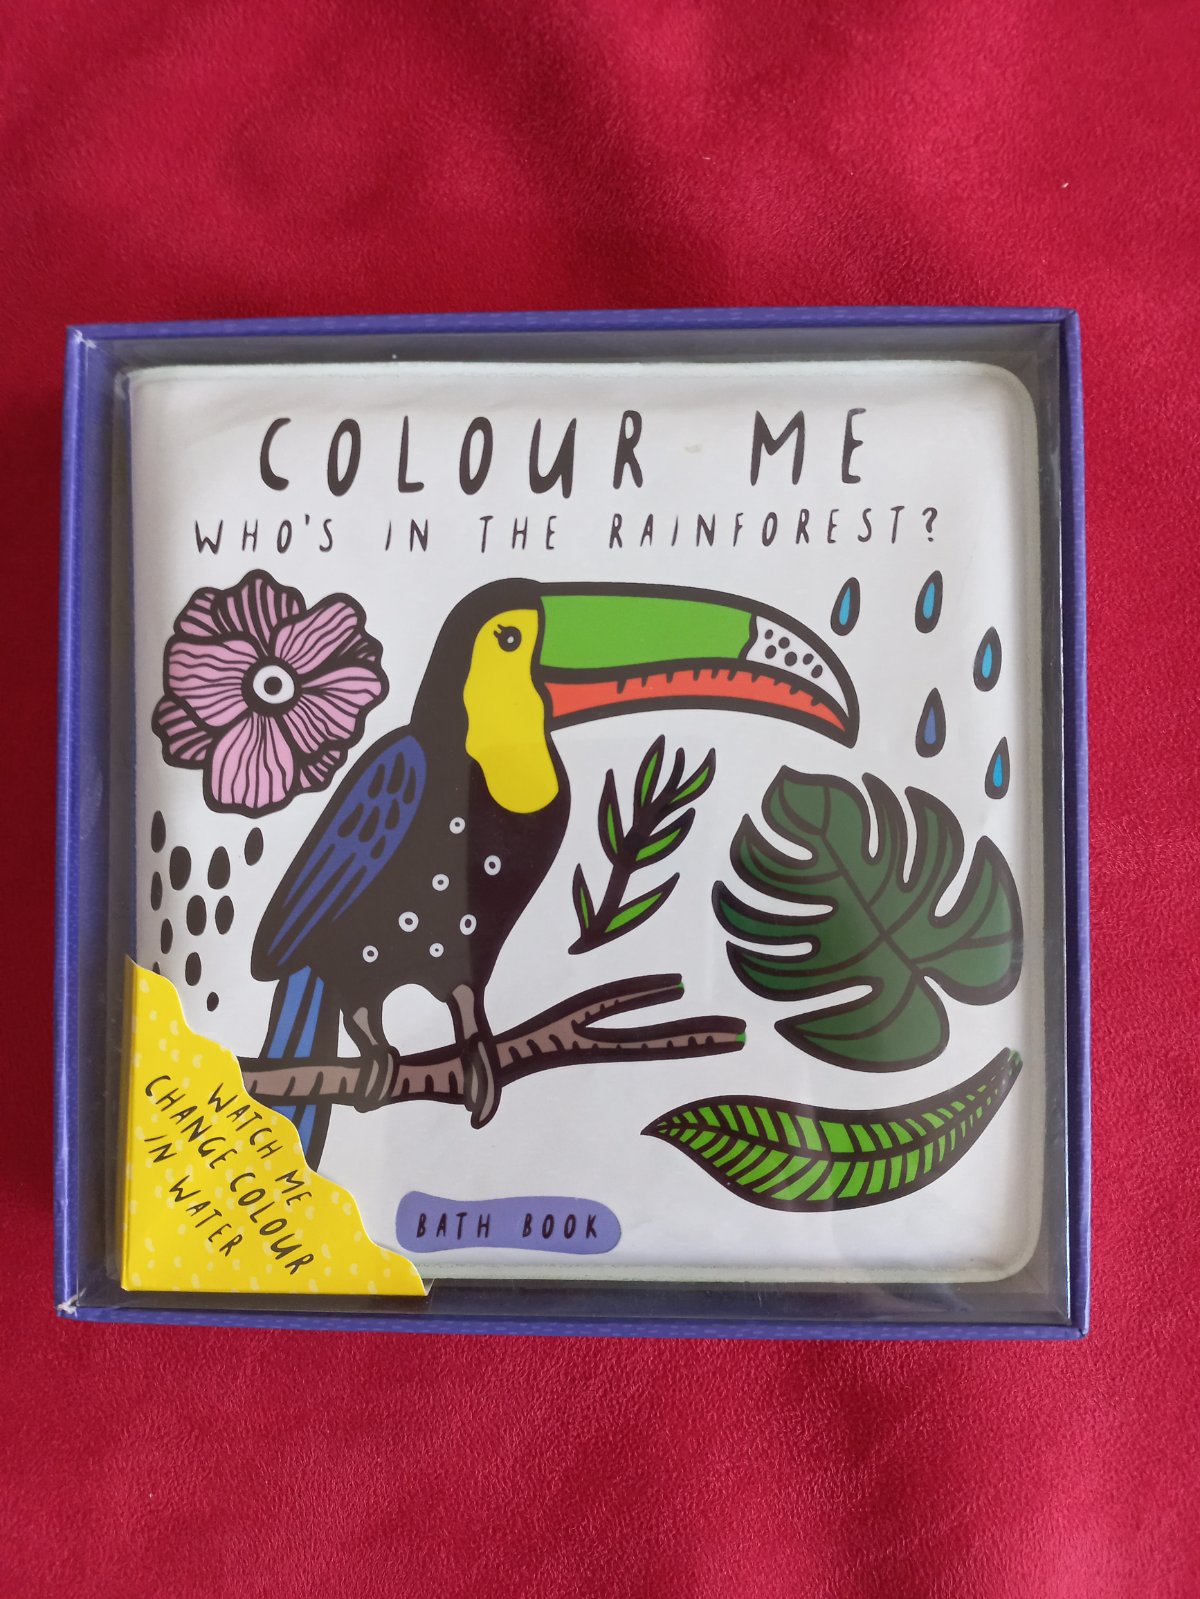 COLOUR ME
WHO'S IN THE RAINFOREST?
WATCH ME
CHANGE COLOUR
IN WATER
BATH BOOK